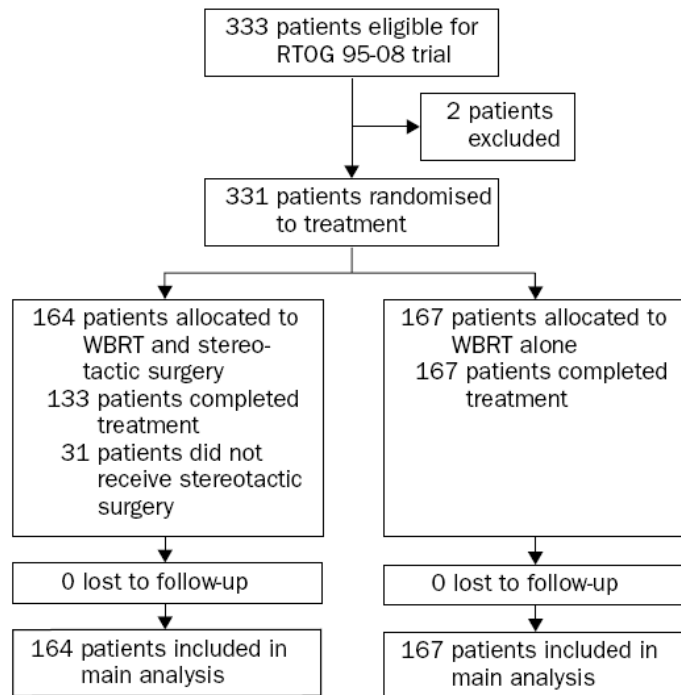 333 patients eligible for
RTOG 95-08 trial
2 patients
excluded
331 patients randomised
to treatment
164 patients allocated to
WBRT and stereo-
tactic surgery
133 patients completed
treatment
31 patients did not
receive stereotactic
surgery
167 patients allocated to
WBRT alone
167 patients completed
treatment
0 lost to follow-up
0 lost to follow-up
164 patients included in
main analysis
167 patients included in
main analysis